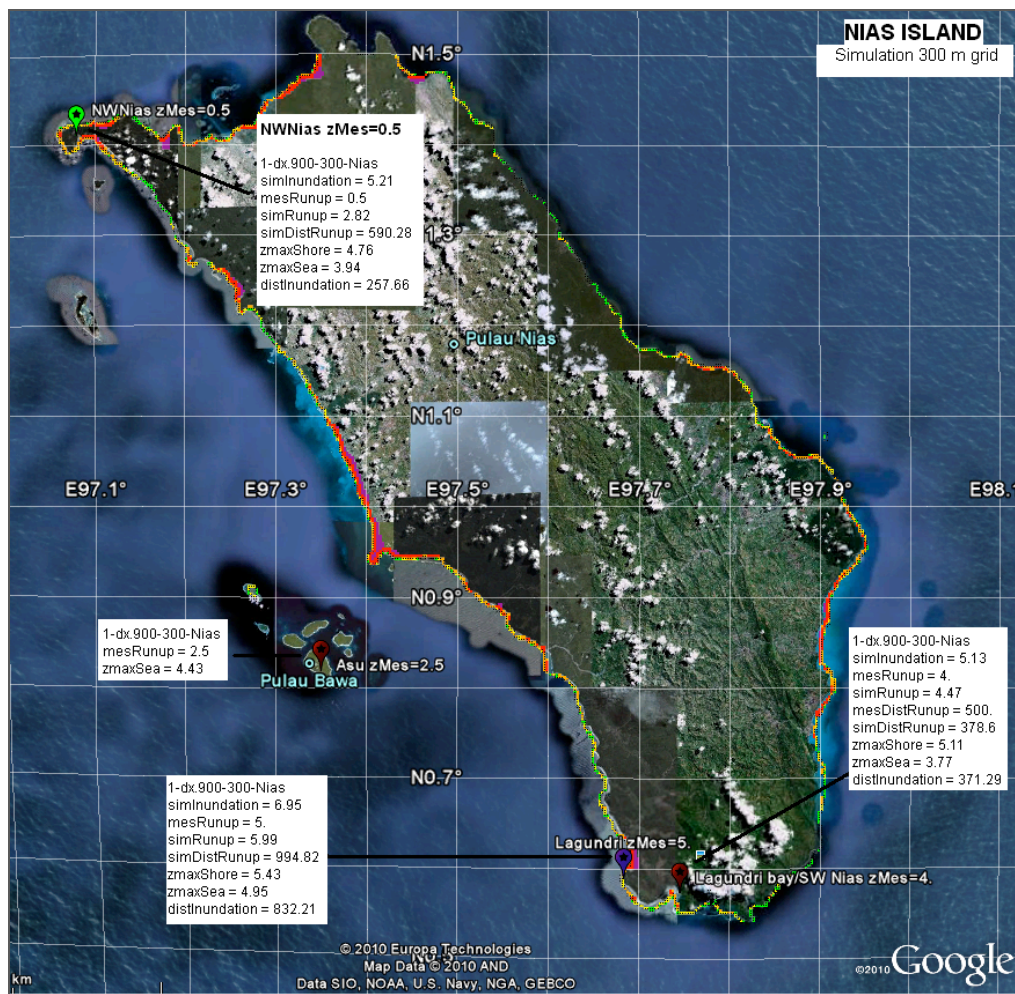 NIAS ISLAND
Simulation 300 m grid
N1.5°
NWNias zMes=0.5
NWNias zMes=0.5
1-dx.900-300-Nias
simInundation = 5.21
mesRunup = 0.5
simRunup = 2.82
simDistRunup = 590.28
zmaxShore = 4.76
zmaxSea = 3.94
distInundation = 257.66
1.3°
Pulau Nias
N1.1°
E97.1°
E97.3°
E97.5°
E97.7°
E97.9°
E98.1
N0.9°
1-dx.900-300-Nias
mesRunup = 2.5
zmaxSea = 4.43
Asu zMes=2.5
Pulau Bawa
1-dx.900-300-Nias
simInundation = 5.13
mesRunup = 4.
simRunup = 4.47
mesDistRunup = 500.
simDistRunup = 378.6
zmaxShore = 5.11
zmaxSea = 3.77
distInundation = 371.29
N0.7°
1-dx.900-300-Nias
simInundation = 6.95
mesRunup = 5.
simRunup = 5.99
simDistRunup = 994.82
zmaxShore = 5.43
zmaxSea = 4.95
distInundation = 832.21
Lagundri zMes=5.
Lagundri bay/SW Nias zMes=4.
© 2010 Europa Technologies
Map Data © 2010 AND
Data SIO, NOAA, U.S. Navy, NGA, GEBCO
km
©2010 Google